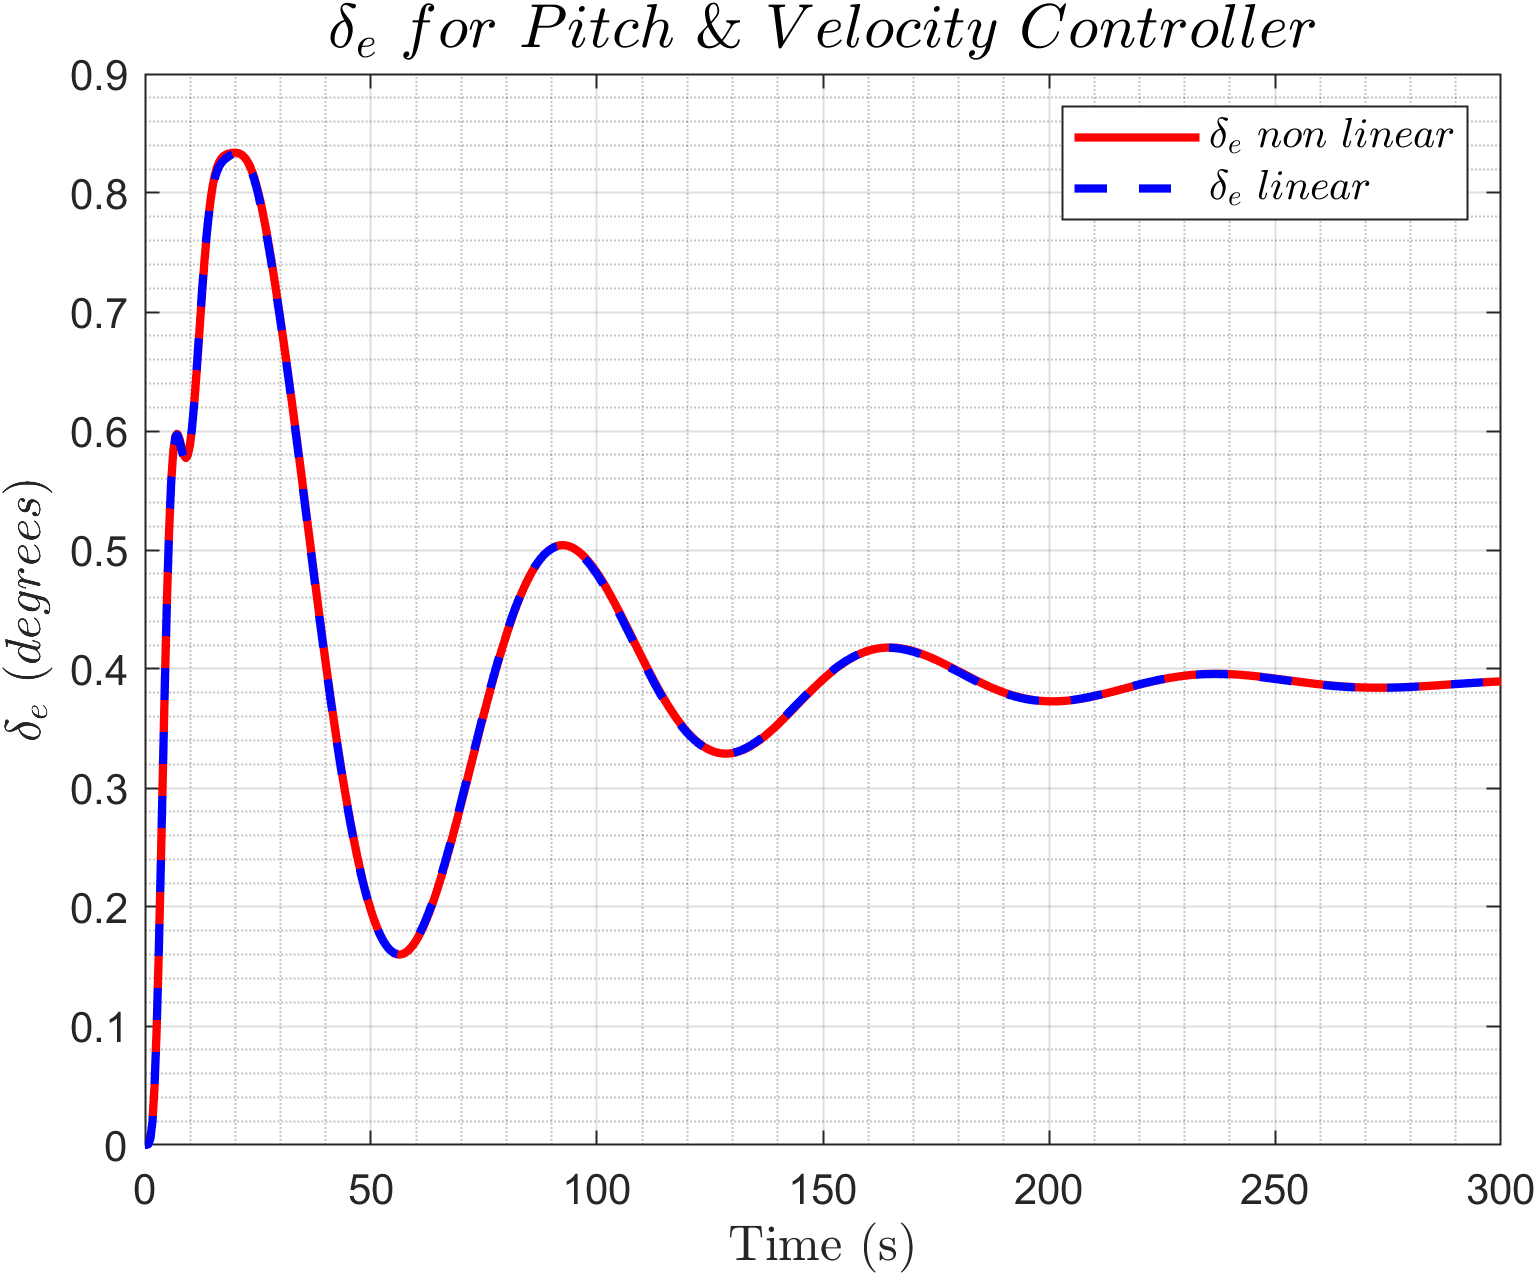 δe for Pitch & Velocity Controller
0.9
0.8
0.7
0.6
0.5
0.4
0.3
0.2
0.1
0
δe non linear
δe linear
δe (degrees)
0 50 100 150 200 250 300
Time (s)